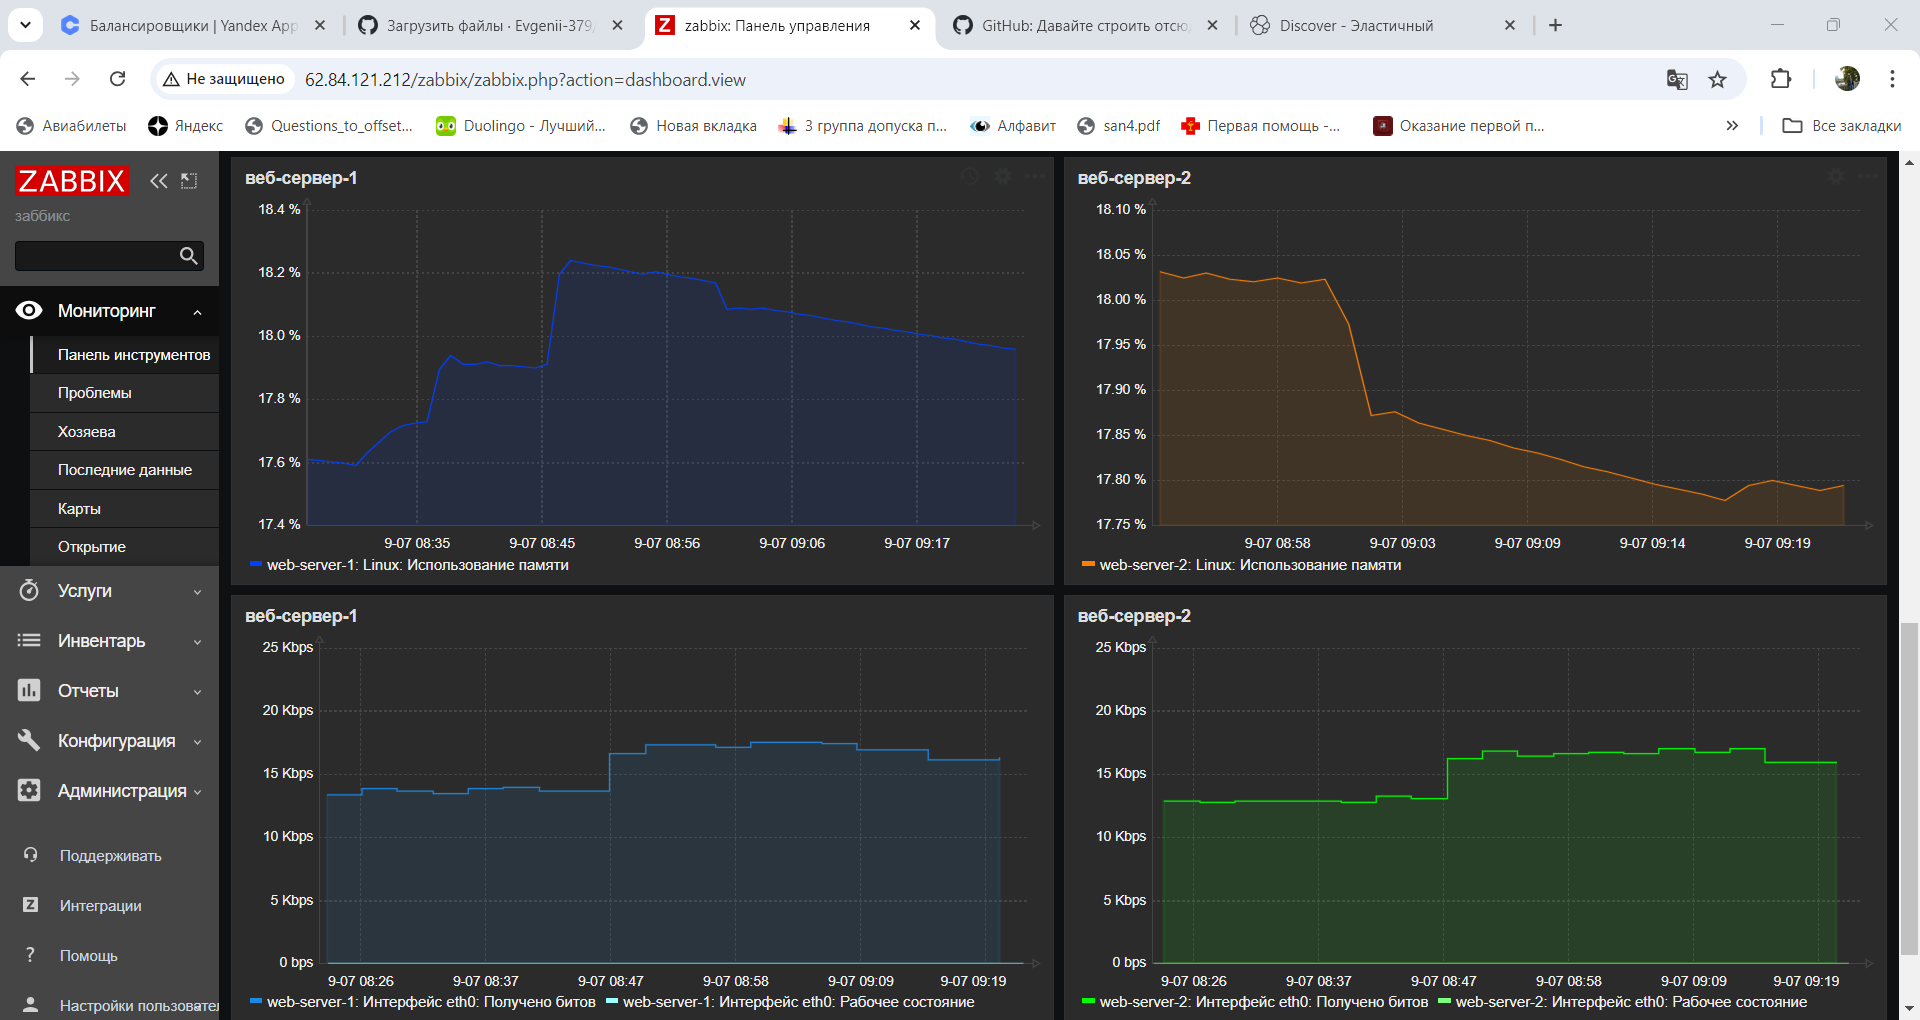 Балансировщики | Yandex App
Загрузить файлы · Evgenii-379/
zabbix: Панель управления
GitHub: Давайте строить отсю
Discover - Эластичный
Не защищено
62.84.121.212/zabbix/zabbix.php?action=dashboard.view
Авиабилеты
Яндекс
Questions_to_offset...
Duolingo - Лучший...
Новая вкладка
3 группа допуска п...
Алфавит
san4.pdf
Первая помощь -...
Оказание первой п...
Все закладки
ZABBIX
заббикс
Мониторинг
Панель инструментов
Проблемы
Хозяева
Последние данные
Карты
Открытие
Услуги
Инвентарь
Отчеты
Конфигурация
Администрация
Поддерживать
Интеграции
Помощь
Настройки пользовате
веб-сервер-1
18.4 %
18.2 %
18.0 %
17.8 %
17.6 %
17.4 %
9-07 08:35
9-07 08:45
9-07 08:56
9-07 09:06
9-07 09:17
web-server-1: Linux: Использование памяти
веб-сервер-2
18.10 %
18.05 %
18.00 %
17.95 %
17.90 %
17.85 %
17.80 %
17.75 %
9-07 08:58
9-07 09:03
9-07 09:09
9-07 09:14
9-07 09:19
web-server-2: Linux: Использование памяти
веб-сервер-1
25 Kbps
20 Kbps
15 Kbps
10 Kbps
5 Kbps
0 bps
9-07 08:26
9-07 08:37
9-07 08:47
9-07 08:58
9-07 09:09
9-07 09:19
web-server-1: Интерфейс eth0: Получено битов
web-server-1: Интерфейс eth0: Рабочее состояние
веб-сервер-2
25 Kbps
20 Kbps
15 Kbps
10 Kbps
5 Kbps
0 bps
9-07 08:26
9-07 08:37
9-07 08:47
9-07 08:58
9-07 09:09
9-07 09:19
web-server-2: Интерфейс eth0: Получено битов
web-server-2: Интерфейс eth0: Рабочее состояние